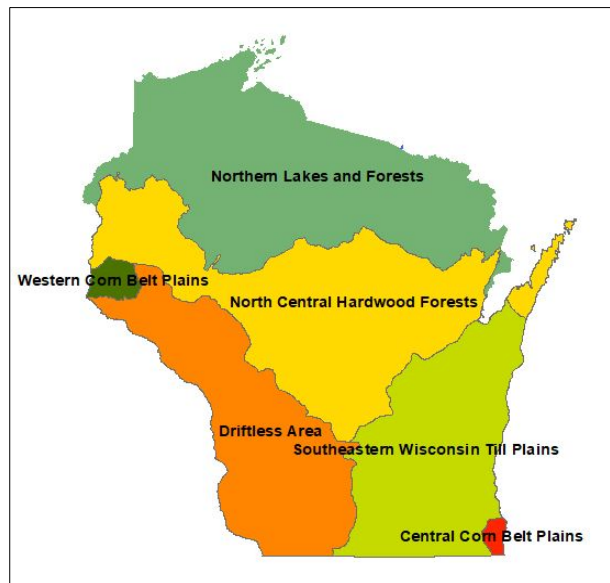 Northern Lakes and Forests
Western Corn Belt Plains
North Central Hardwood Forests
Driftless Area
Southeastern Wisconsin Till Plains
Central Corn Belt Plains